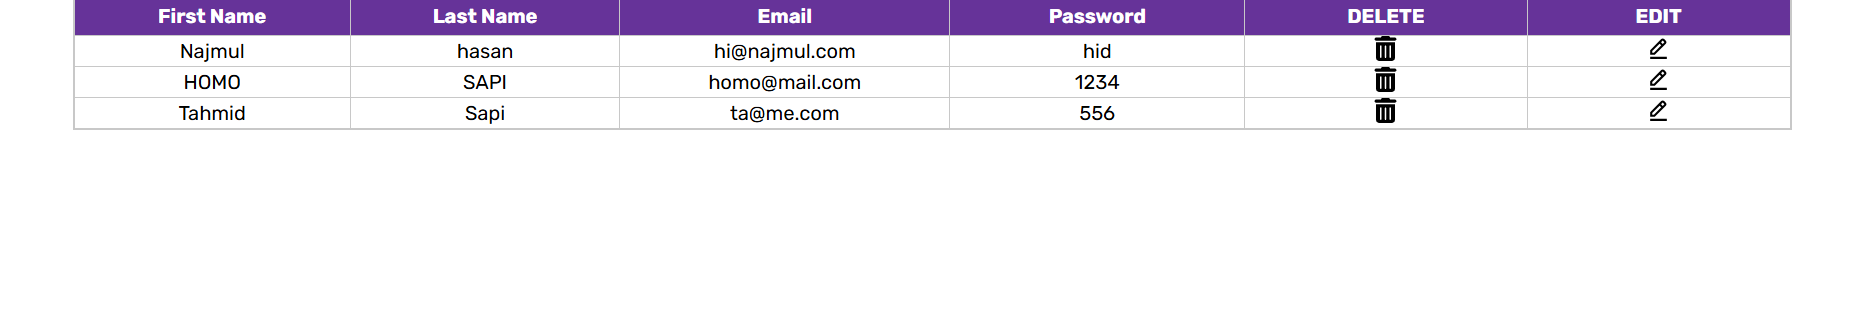 First Name Last Name Email Password DELETE EDIT
Najmul hasan hi@najmul.com hid
HOMO SAPI homo@mail.com 1234
Tahmid Sapi ta@me.com 556